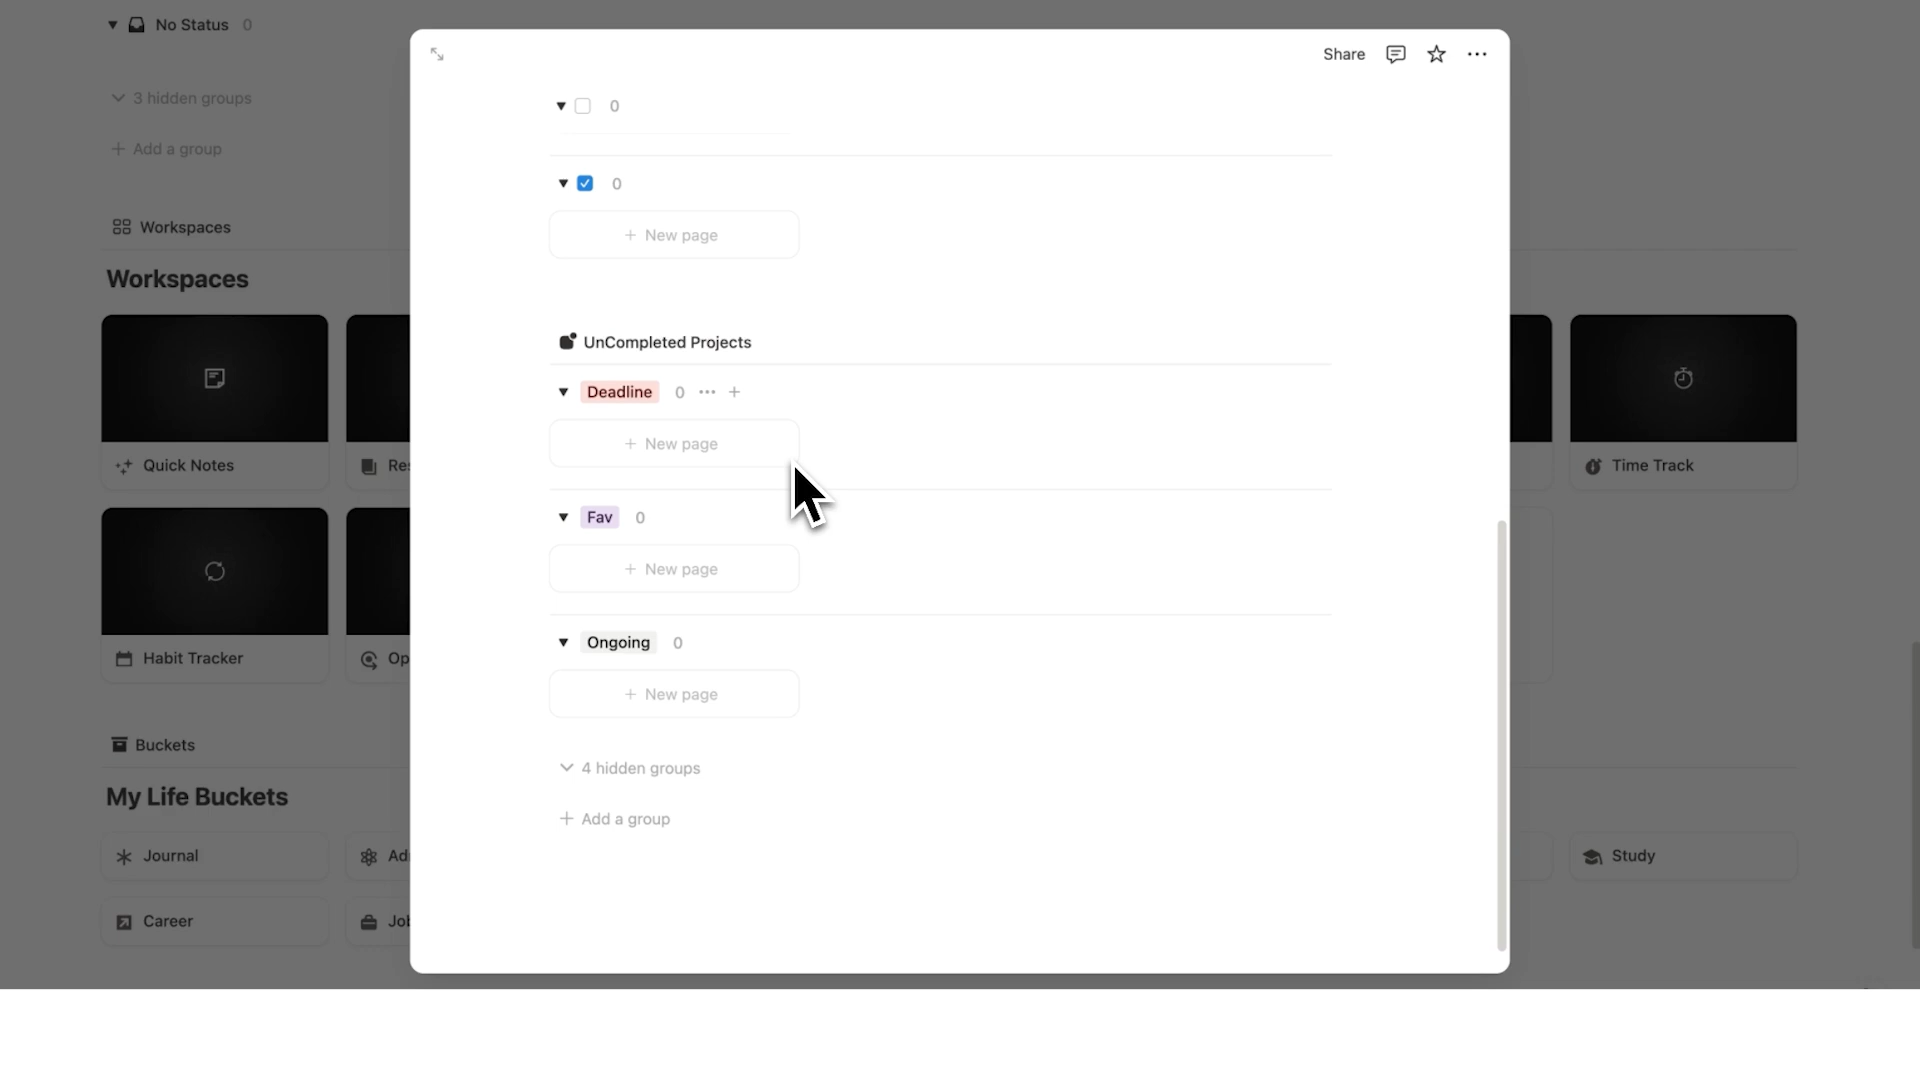 No Status 0
3 hidden groups
+ Add a group
Workspaces
Workspaces
Quick Notes
Res
Time Track
Habit Tracker
Op
Buckets
My Life Buckets
Journal
Study
Career
Share
0
0
+ New page
UnCompleted Projects
Deadline 0 ... +
+ New page
Fav 0
+ New page
Ongoing 0
+ New page
4 hidden groups
+ Add a group